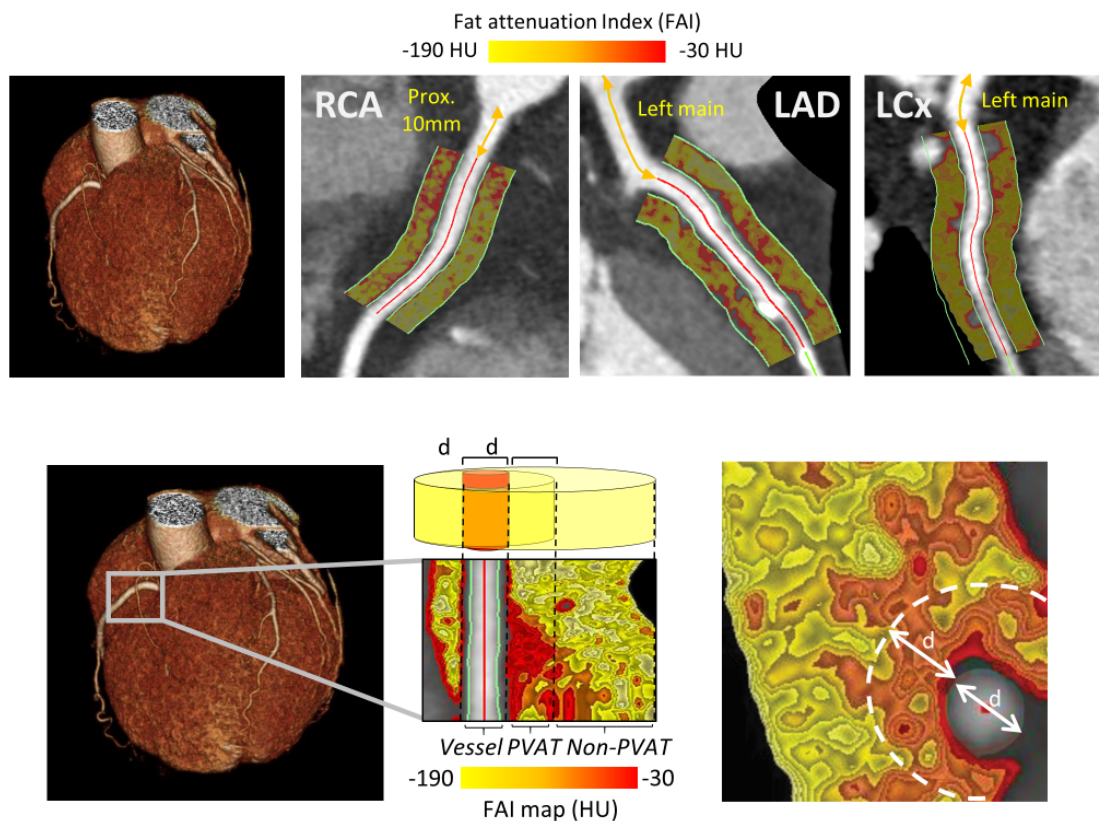 Fat attenuation Index (FAI)
-190 HU
-30 HU
RCA
Prox.
10mm
Left main
LAD
LCx
Left main
d
d
d
d
Vessel PVAT Non-PVAT
-190
-30
FAI map (HU)